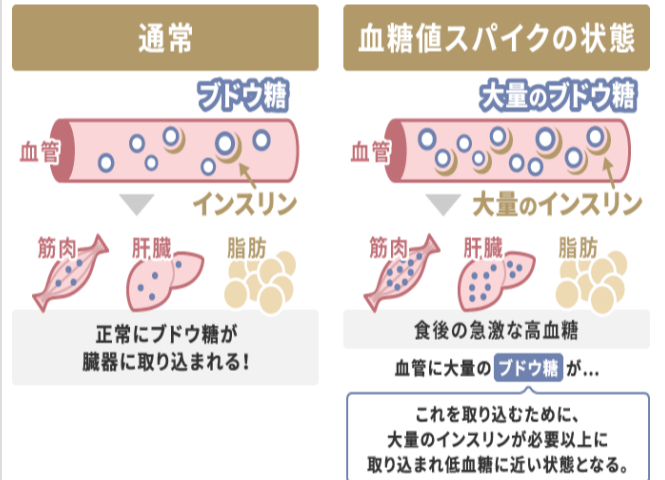 通常
ブドウ糖
血管
インスリン
筋肉
肝臓
脂肪
正常にブドウ糖が
臓器に取り込まれる！
血糖値スパイクの状態
大量のブドウ糖
血管
大量のインスリン
筋肉
肝臓
脂肪
食後の急激な高血糖
血管に大量の ブドウ糖 が…
これを取り込むために、
大量のインスリンが必要以上に
取り込まれ低血糖に近い状態となる。